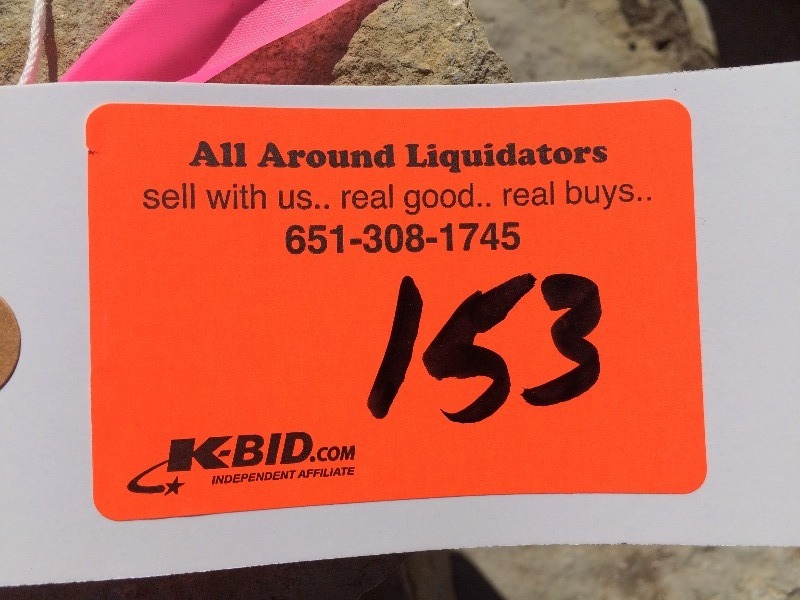 All Around Liquidators
sell with us.. real good.. real buys..
651-308-1745
153
K-BID.COM
INDEPENDENT AFFILIATE